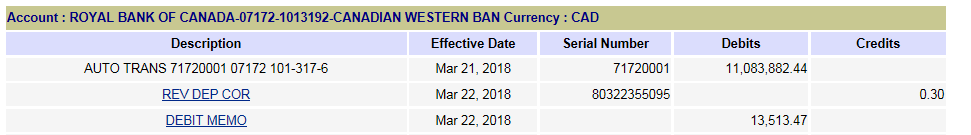 Account : ROYAL BANK OF CANADA-07172-1013192-CANADIAN WESTERN BAN Currency : CAD
Description Effective Date Serial Number Debits Credits
AUTO TRANS 71720001 07172 101-317-6 Mar 21, 2018 71720001 11,083,882.44
REV DEP COR Mar 22, 2018 80322355095 0.30
DEBIT MEMO Mar 22, 2018 13,513.47